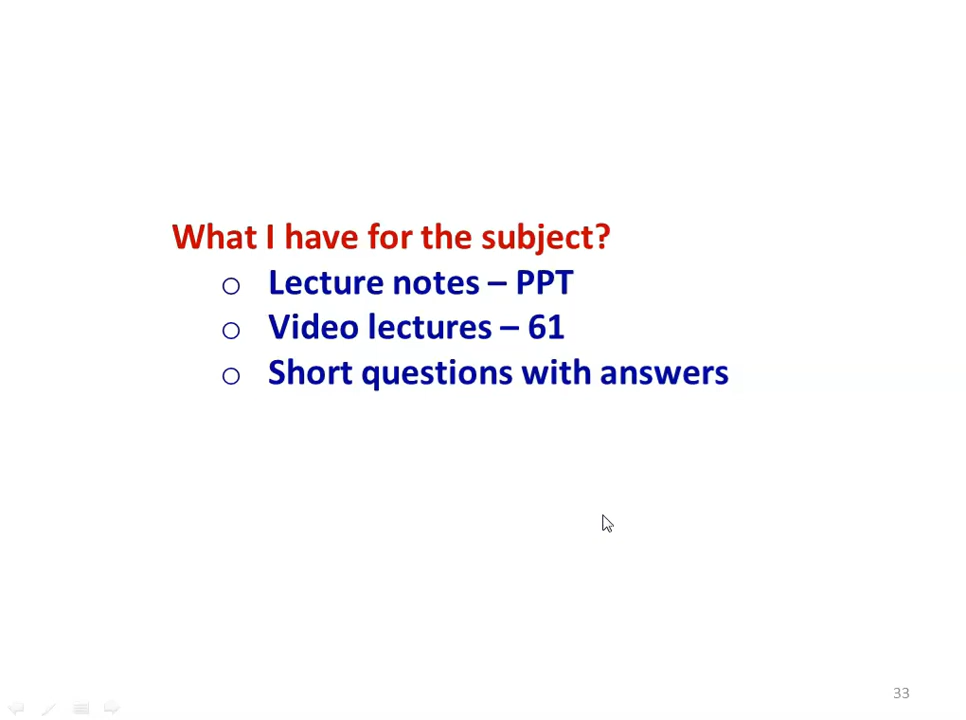 What I have for the subject?
o Lecture notes – PPT
o Video lectures – 61
o Short questions with answers
33